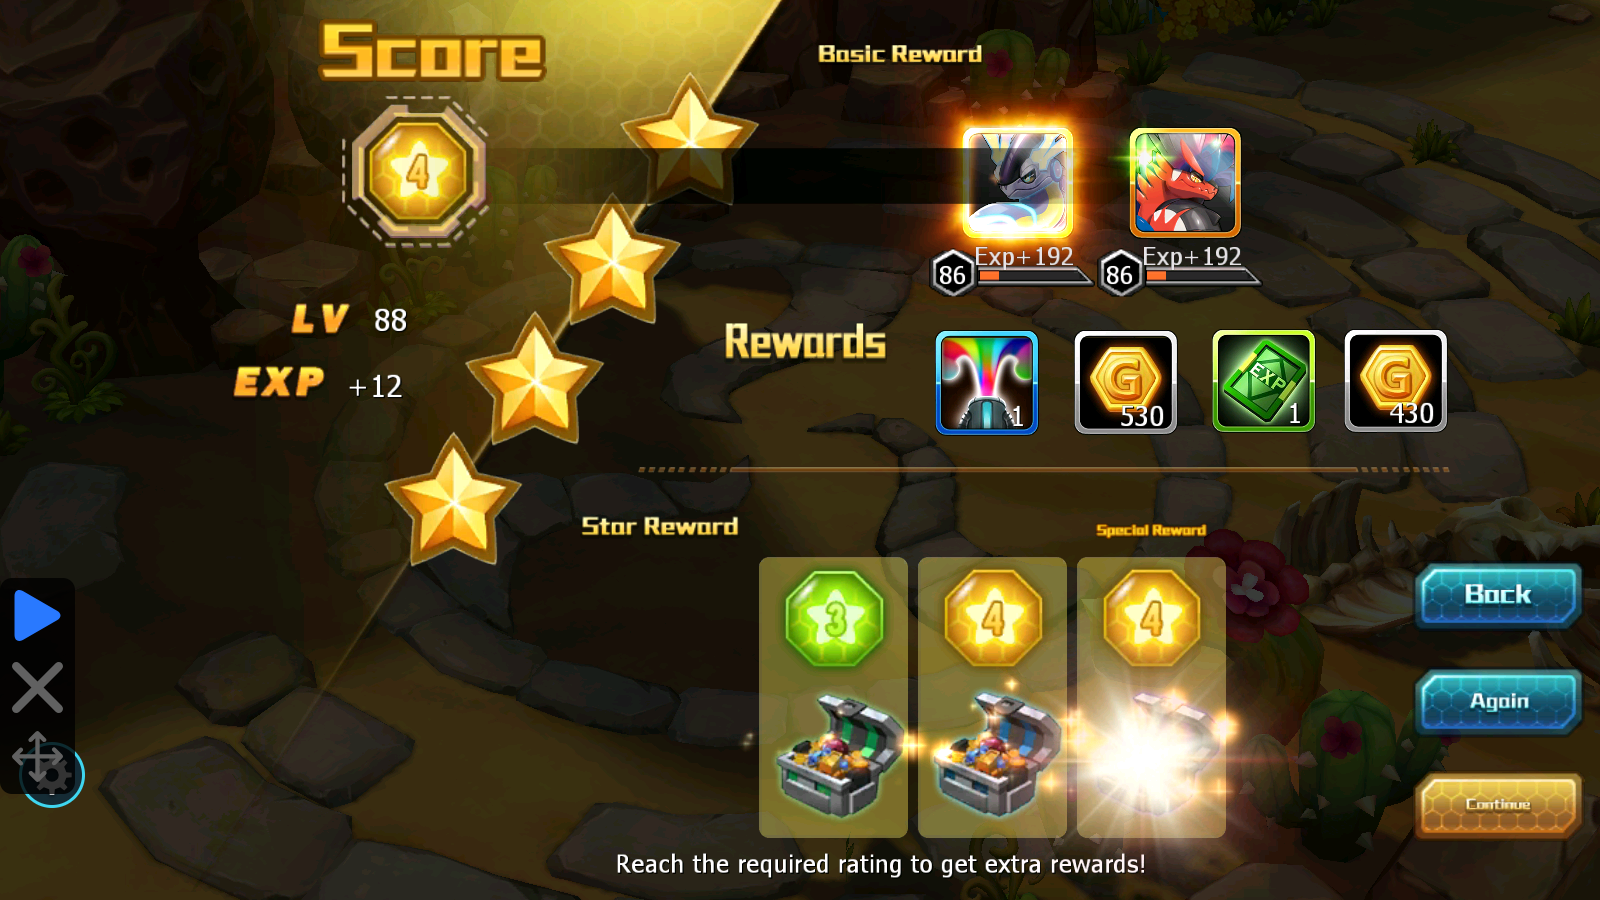 Score
4
LV 88
EXP +12
Basic Reward
Exp+192
86
Exp+192
86
Rewards
1
G
530
EXP
1
G
430
Star Reward
Special Reward
3
4
4
Reach the required rating to get extra rewards!
Back
Again
Continue